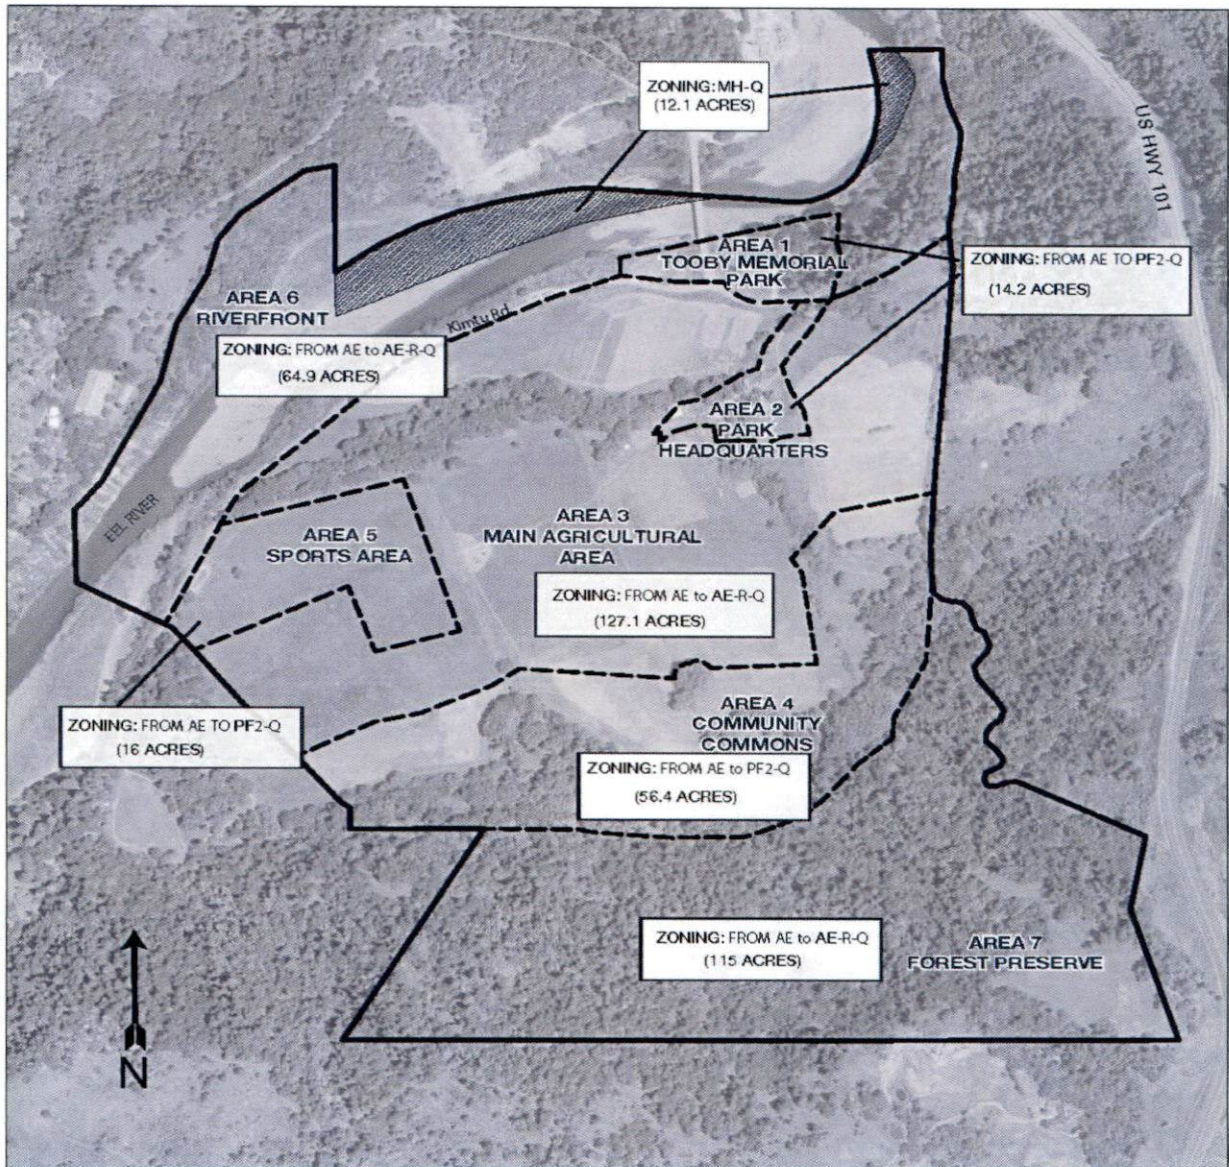 ZONING: MH-Q
(12.1 ACRES)
US HWY 101
AREA 1
TOOBY MEMORIAL
PARK
ZONING: FROM AE TO PF2-Q
(14.2 ACRES)
AREA 6
RIVERFRONT
Kimtu Rd
ZONING: FROM AE to AE-R-Q
(64.9 ACRES)
AREA 2
PARK
HEADQUARTERS
EEL RIVER
AREA 5
SPORTS AREA
AREA 3
MAIN AGRICULTURAL
AREA
ZONING: FROM AE to AE-R-Q
(127.1 ACRES)
ZONING: FROM AE TO PF2-Q
(16 ACRES)
AREA 4
COMMUNITY
COMMONS
ZONING: FROM AE to PF2-Q
(56.4 ACRES)
ZONING: FROM AE to AE-R-Q
(115 ACRES)
AREA 7
FOREST PRESERVE
N